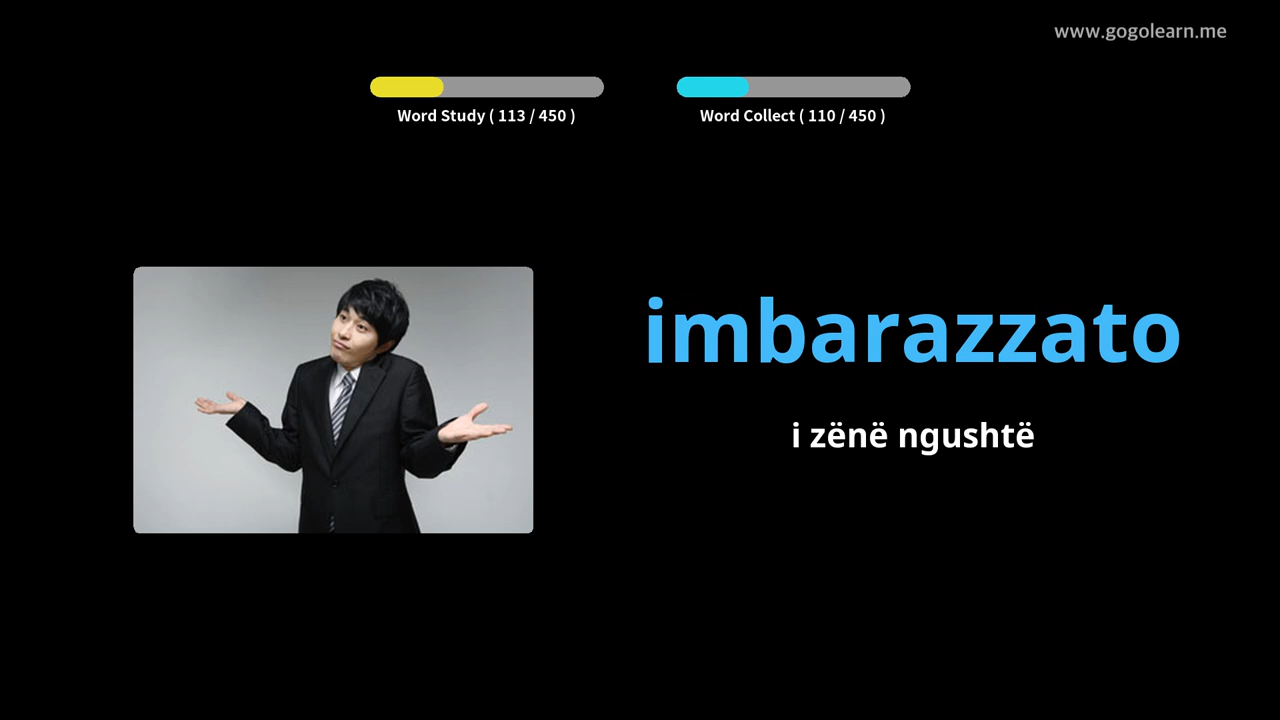 www.gogolearn.me
Word Study ( 113 / 450 )
Word Collect ( 110 / 450 )
imbarazzato
i zënë ngushtë